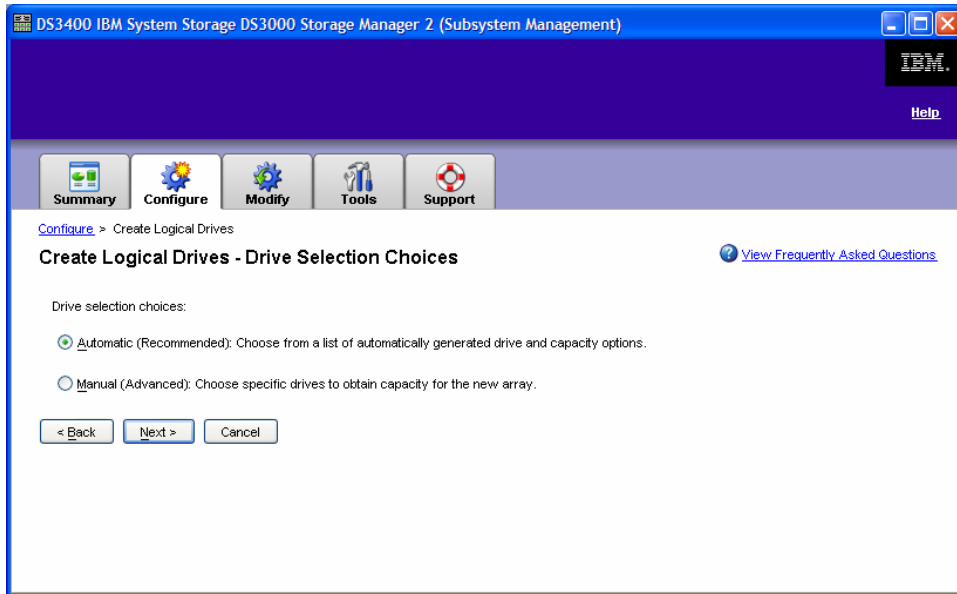 DS3400 IBM System Storage DS3000 Storage Manager 2 (Subsystem Management)
IBM.
Help
Summary
Configure
Modify
Tools
Support
Configure > Create Logical Drives
Create Logical Drives - Drive Selection Choices
View Frequently Asked Questions
Drive selection choices:
Automatic (Recommended): Choose from a list of automatically generated drive and capacity options.
Manual (Advanced): Choose specific drives to obtain capacity for the new array.
< Back
Next >
Cancel